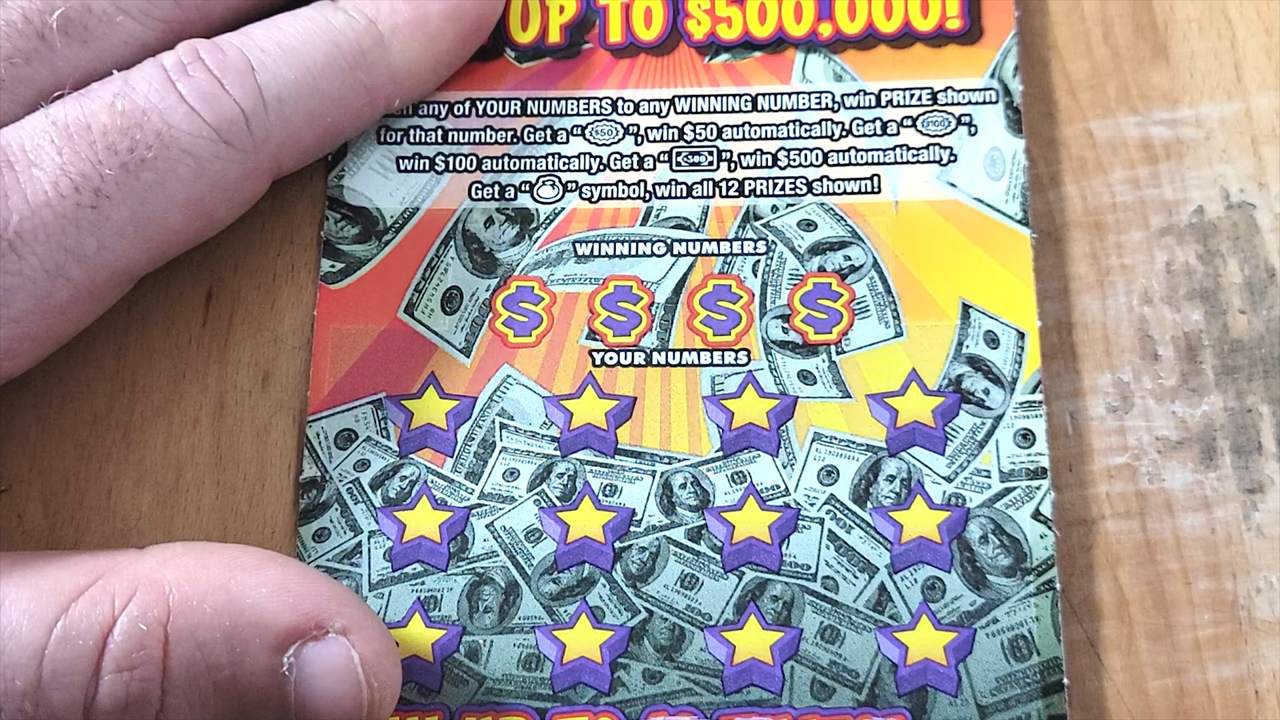 UP TO $500,000!
any of YOUR NUMBERS to any WINNING NUMBER, win PRIZE shown
for that number. Get a "$50", win $50 automatically. Get a "$100",
win $100 automatically. Get a "$500", win $500 automatically.
Get a " " symbol, win all 12 PRIZES shown!
WINNING NUMBERS
$ $ $ $
YOUR NUMBERS